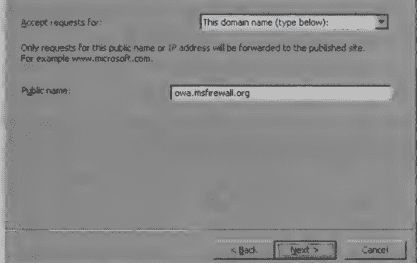 Accept requests for: This domain name (type below):
Only requests for this public name or IP address will be forwarded to the published site.
For example www.microsoft.com.
Public name: owa.msfirewall.org
< Back Next > Cancel